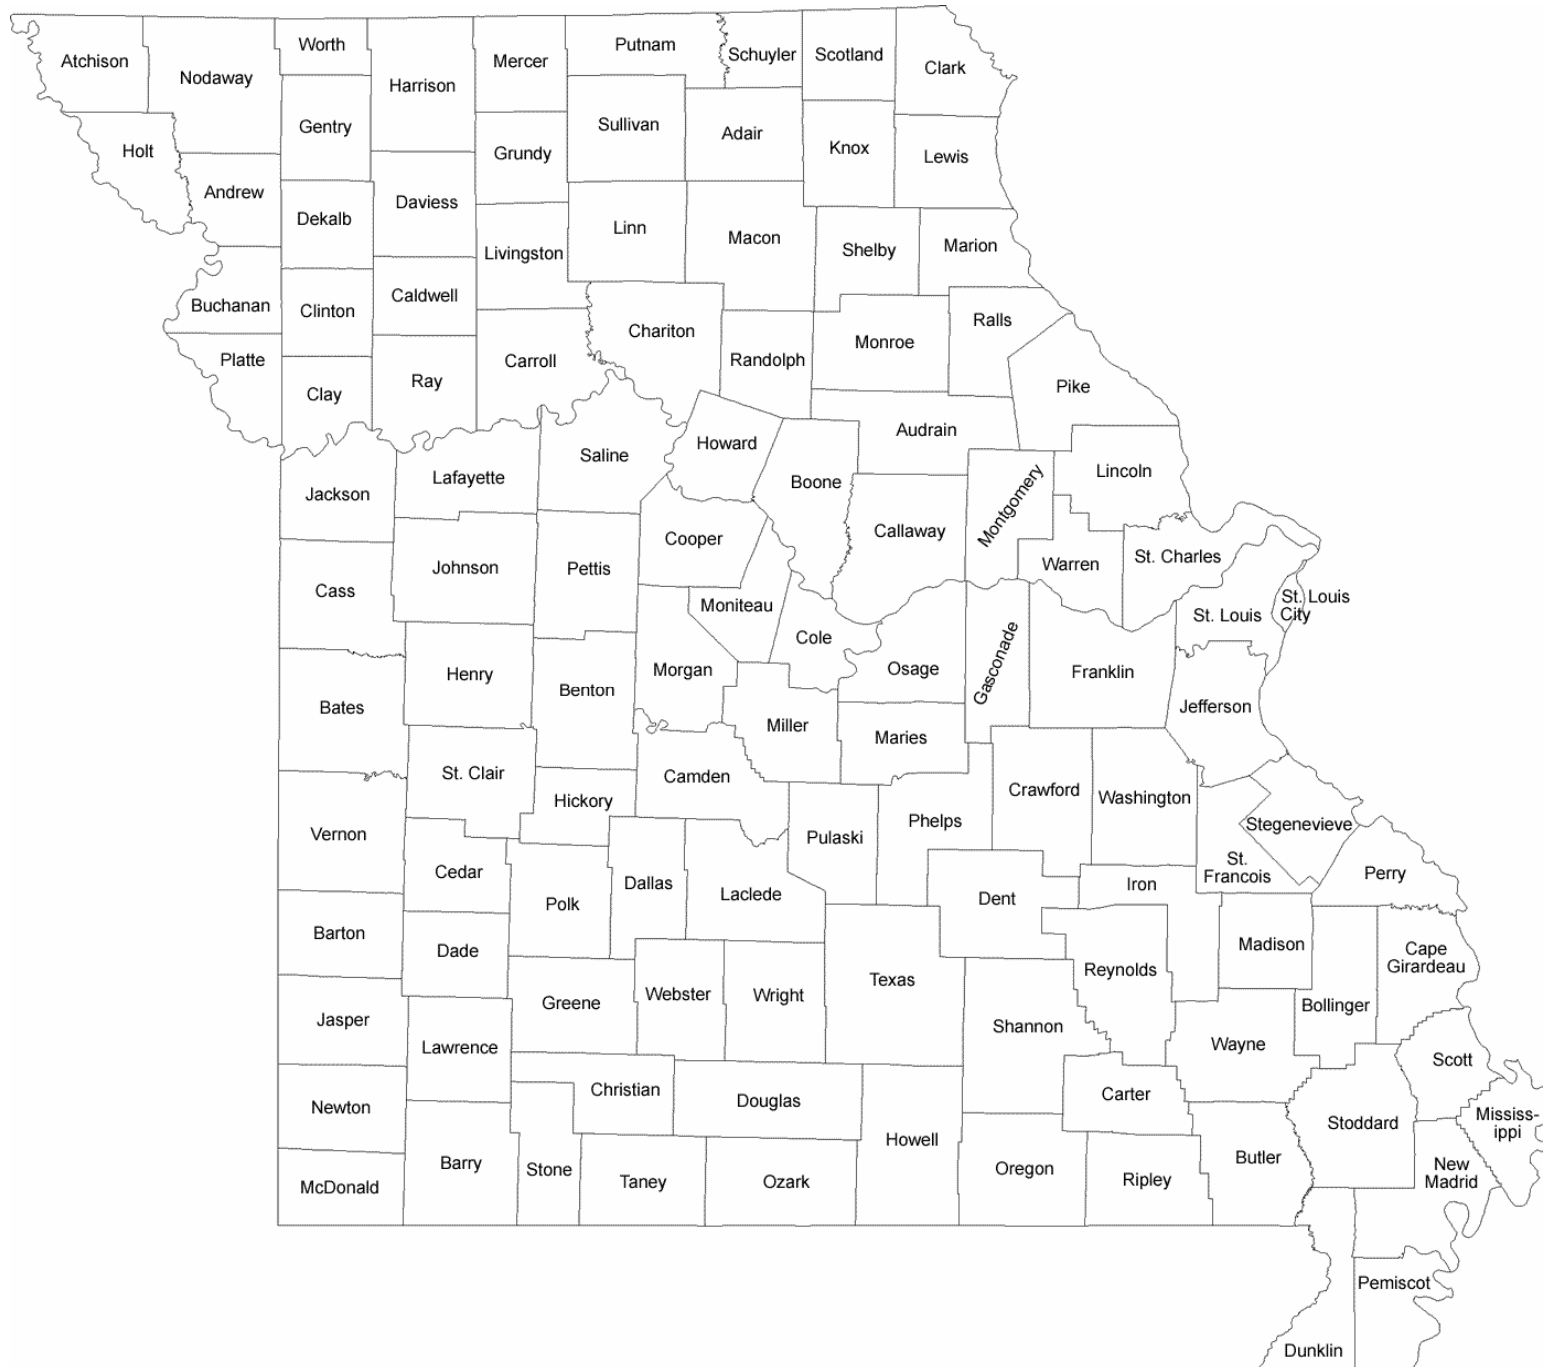 Atchison
Nodaway
Worth
Harrison
Mercer
Putnam
Schuyler
Scotland
Clark
Holt
Gentry
Grundy
Sullivan
Adair
Knox
Lewis
Andrew
Dekalb
Daviess
Livingston
Linn
Macon
Shelby
Marion
Buchanan
Clinton
Caldwell
Chariton
Randolph
Monroe
Ralls
Platte
Clay
Ray
Carroll
Pike
Howard
Audrain
Jackson
Lafayette
Saline
Boone
Callaway
Montgomery
Lincoln
Cooper
Cass
Johnson
Pettis
Moniteau
Cole
Warren
St. Charles
St. Louis
St. Louis
City
Bates
Henry
Benton
Morgan
Miller
Osage
Gasconade
Franklin
Jefferson
Maries
St. Clair
Hickory
Camden
Pulaski
Phelps
Crawford
Washington
Stegenevieve
Vernon
Cedar
Polk
Dallas
Laclede
Dent
Iron
St.
Francois
Perry
Barton
Dade
Greene
Webster
Wright
Texas
Reynolds
Madison
Cape
Girardeau
Bollinger
Jasper
Lawrence
Shannon
Wayne
Scott
Newton
Christian
Douglas
Howell
Carter
Stoddard
Mississ-
ippi
McDonald
Barry
Stone
Taney
Ozark
Oregon
Ripley
Butler
New
Madrid
Pemiscot
Dunklin